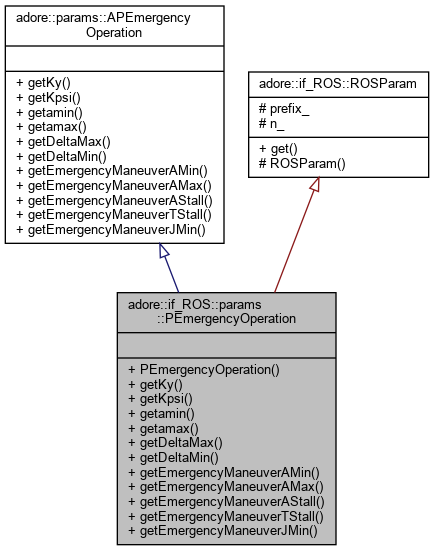 adore::params::APEmergency
Operation
+ getKy()
+ getKpsi()
+ getamin()
+ getamax()
+ getDeltaMax()
+ getDeltaMin()
+ getEmergencyManeuverAMin()
+ getEmergencyManeuverAMax()
+ getEmergencyManeuverAStall()
+ getEmergencyManeuverTStall()
+ getEmergencyManeuverJMin()
adore::if_ROS::ROSParam
# prefix_
# n_
+ get()
# ROSParam()
adore::if_ROS::params
::PEmergencyOperation
+ PEmergencyOperation()
+ getKy()
+ getKpsi()
+ getamin()
+ getamax()
+ getDeltaMax()
+ getDeltaMin()
+ getEmergencyManeuverAMin()
+ getEmergencyManeuverAMax()
+ getEmergencyManeuverAStall()
+ getEmergencyManeuverTStall()
+ getEmergencyManeuverJMin()